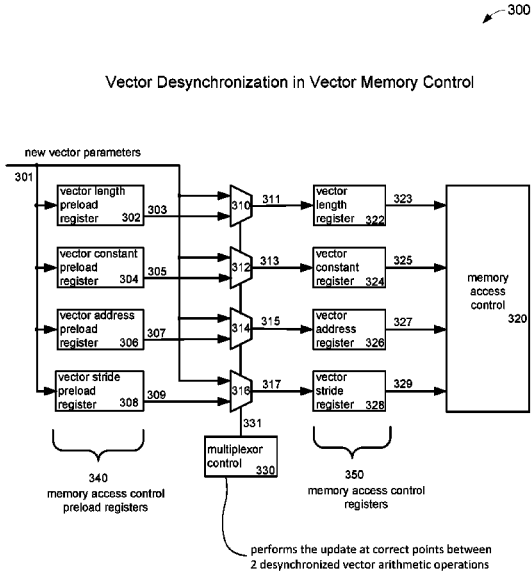 300
Vector Desynchronization in Vector Memory Control
new vector parameters
301
vector length
preload
register
302
303
310
311
vector
length
register
322
323
vector constant
preload
register
304
305
312
313
vector
constant
register
324
325
memory
access
control
320
vector address
preload
register
306
307
314
315
vector
address
register
326
327
vector stride
preload
register
308
309
316
317
vector
stride
register
328
329
331
multiplexor
control
330
340
memory access control
preload registers
350
memory access control
registers
performs the update at correct points between
2 desynchronized vector arithmetic operations